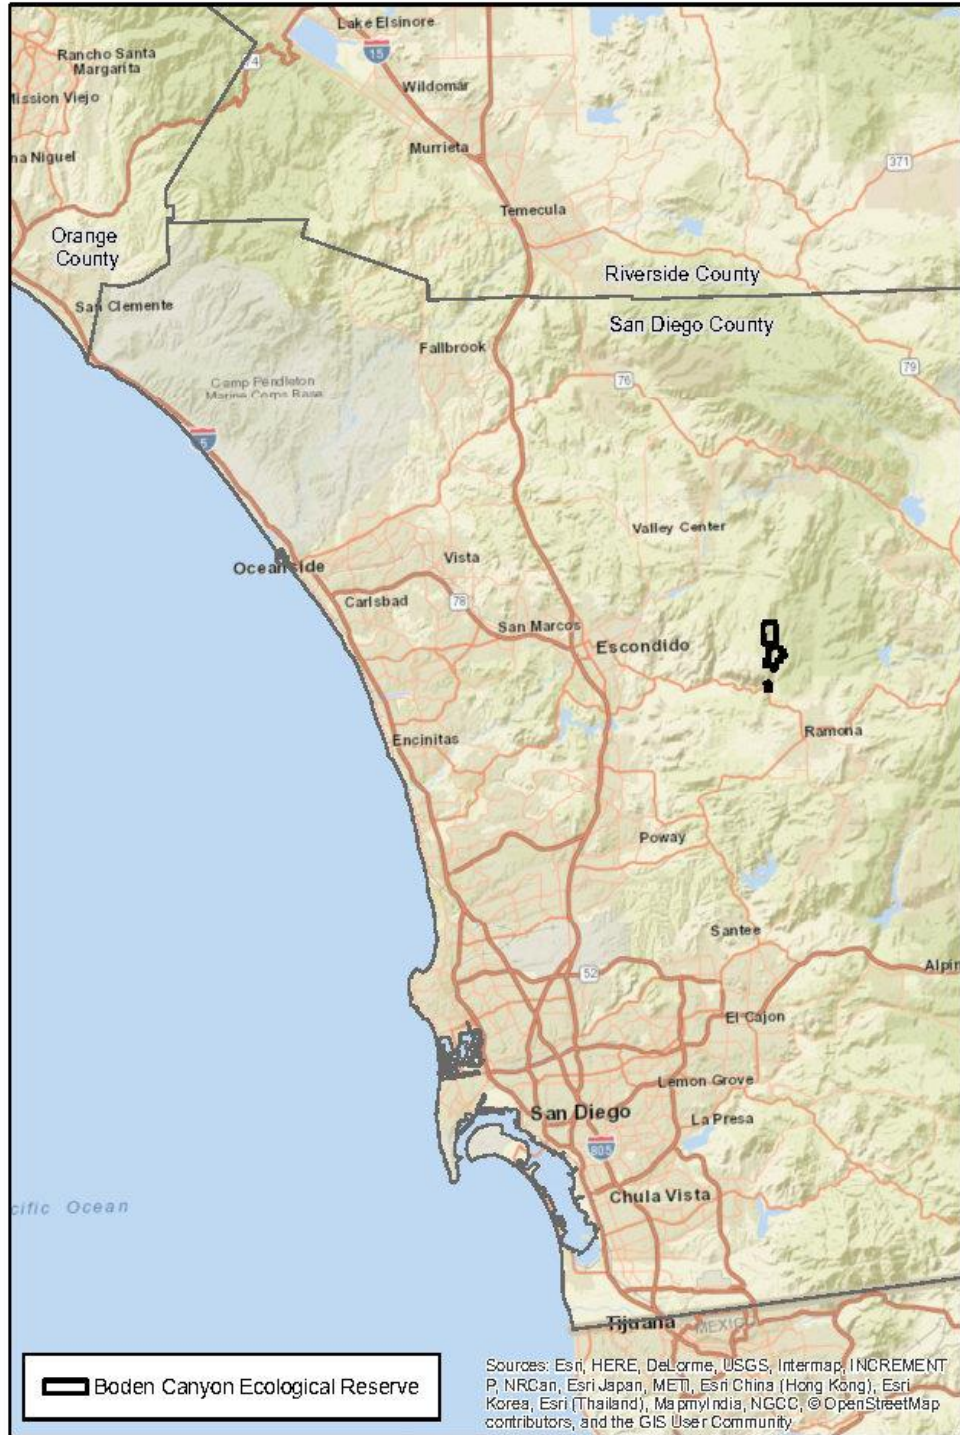 Lake Elsinore
15
Rancho Santa
Margarita
74
Mission Viejo
Wildomar
na Niguel
Murrieta
371
Temecula
Orange
County
Riverside County
San Clemente
San Diego County
Fallbrook
Camp Pendleton
Marine Corps Base
76
79
5
Valley Center
Oceanside
Vista
Carlsbad
78
San Marcos
Escondido
Encinitas
Ramona
Poway
Santee
52
Alpin
El Cajon
Lemon Grove
San Diego
La Presa
805
Chula Vista
cific Ocean
Tijuana
MEXICO
Boden Canyon Ecological Reserve
Sources: Esri, HERE, DeLorme, USGS, Intermap, INCREMENT
P, NRCan, Esri Japan, METI, Esri China (Hong Kong), Esri
Korea, Esri (Thailand), MapmyIndia, NGCC, © OpenStreetMap
contributors, and the GIS User Community